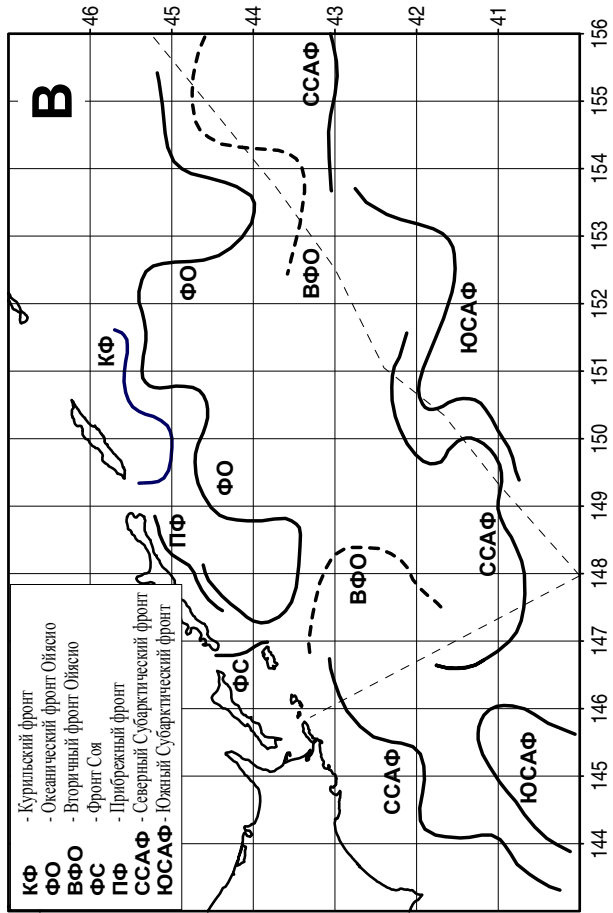 КФ - Курильский фронт
ФО - Океанический фронт Ойясио
ВФО - Вторичный фронт Ойясио
ФС - Фронт Соя
ПФ - Прибрежный фронт
ССАФ - Северный Субарктический фронт
ЮСАФ - Южный Субарктический фронт
В
46
45
44
43
42
41
КФ
ФО
ПФ
ФО
ФС
ВФО
ССАФ
ВФО
ССАФ
ЮСАФ
ССАФ
ЮСАФ
144
145
146
147
148
149
150
151
152
153
154
155
156